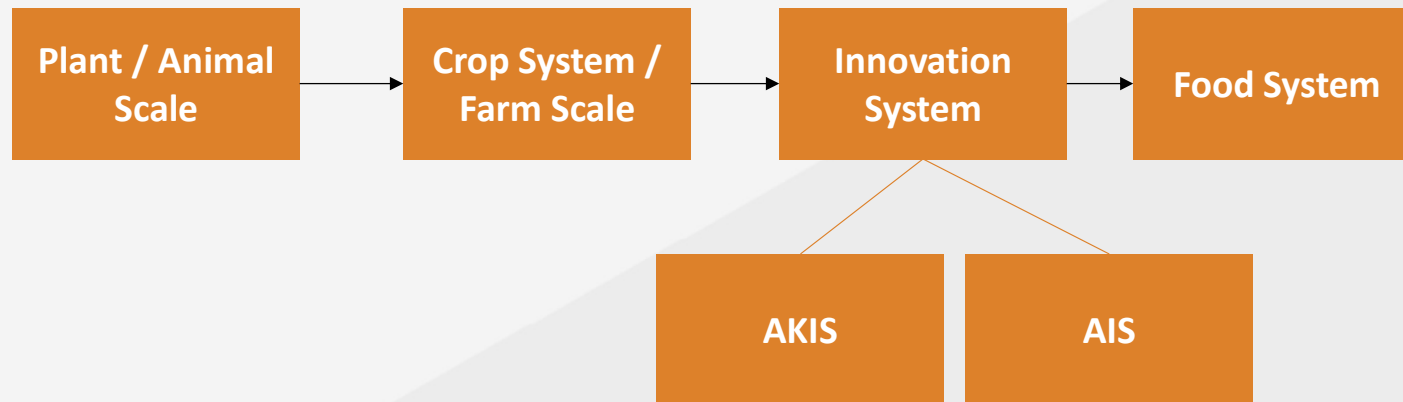 Plant / Animal
Scale
Crop System /
Farm Scale
Innovation
System
Food System
AKIS
AIS